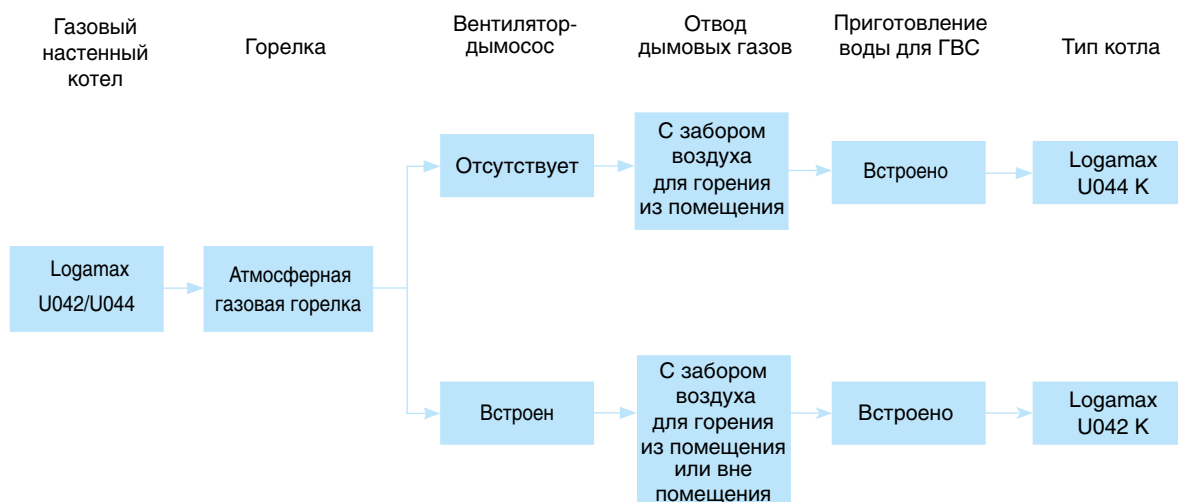 Газовый
настенный
котел
Горелка
Вентилятор-
дымосос
Отвод
дымовых газов
Приготовление
воды для ГВС
Тип котла
Отсутствует
С забором
воздуха
для горения
из помещения
Встроено
Logamax
U044 K
Logamax
U042/U044
Атмосферная
газовая горелка
Встроен
С забором
воздуха
для горения
из помещения
или вне
помещения
Встроено
Logamax
U042 K